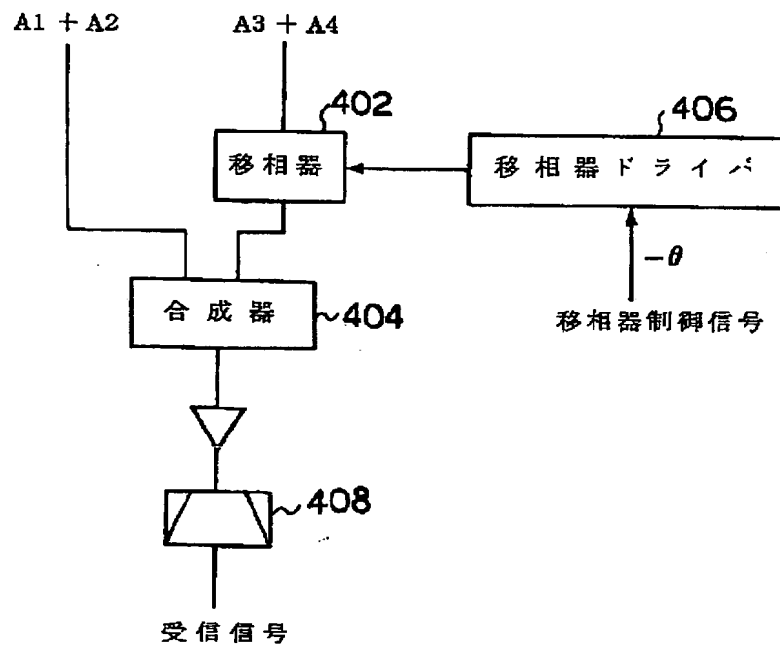 A1 + A2
A3 + A4
402
406
移相器
移相器ドライバ
-θ
合成器
404
移相器制御信号
408
受信信号